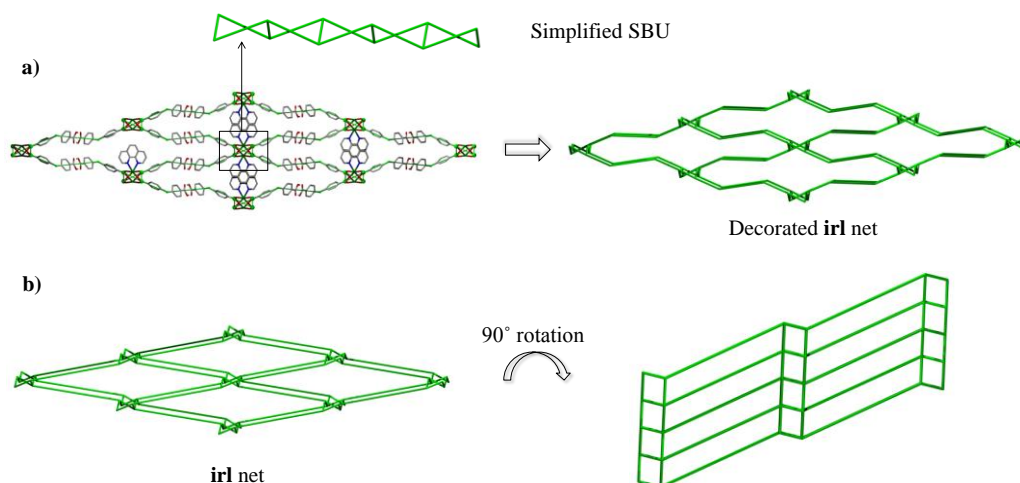 Simplified SBU
a)
Decorated irl net
b)
90° rotation
irl net